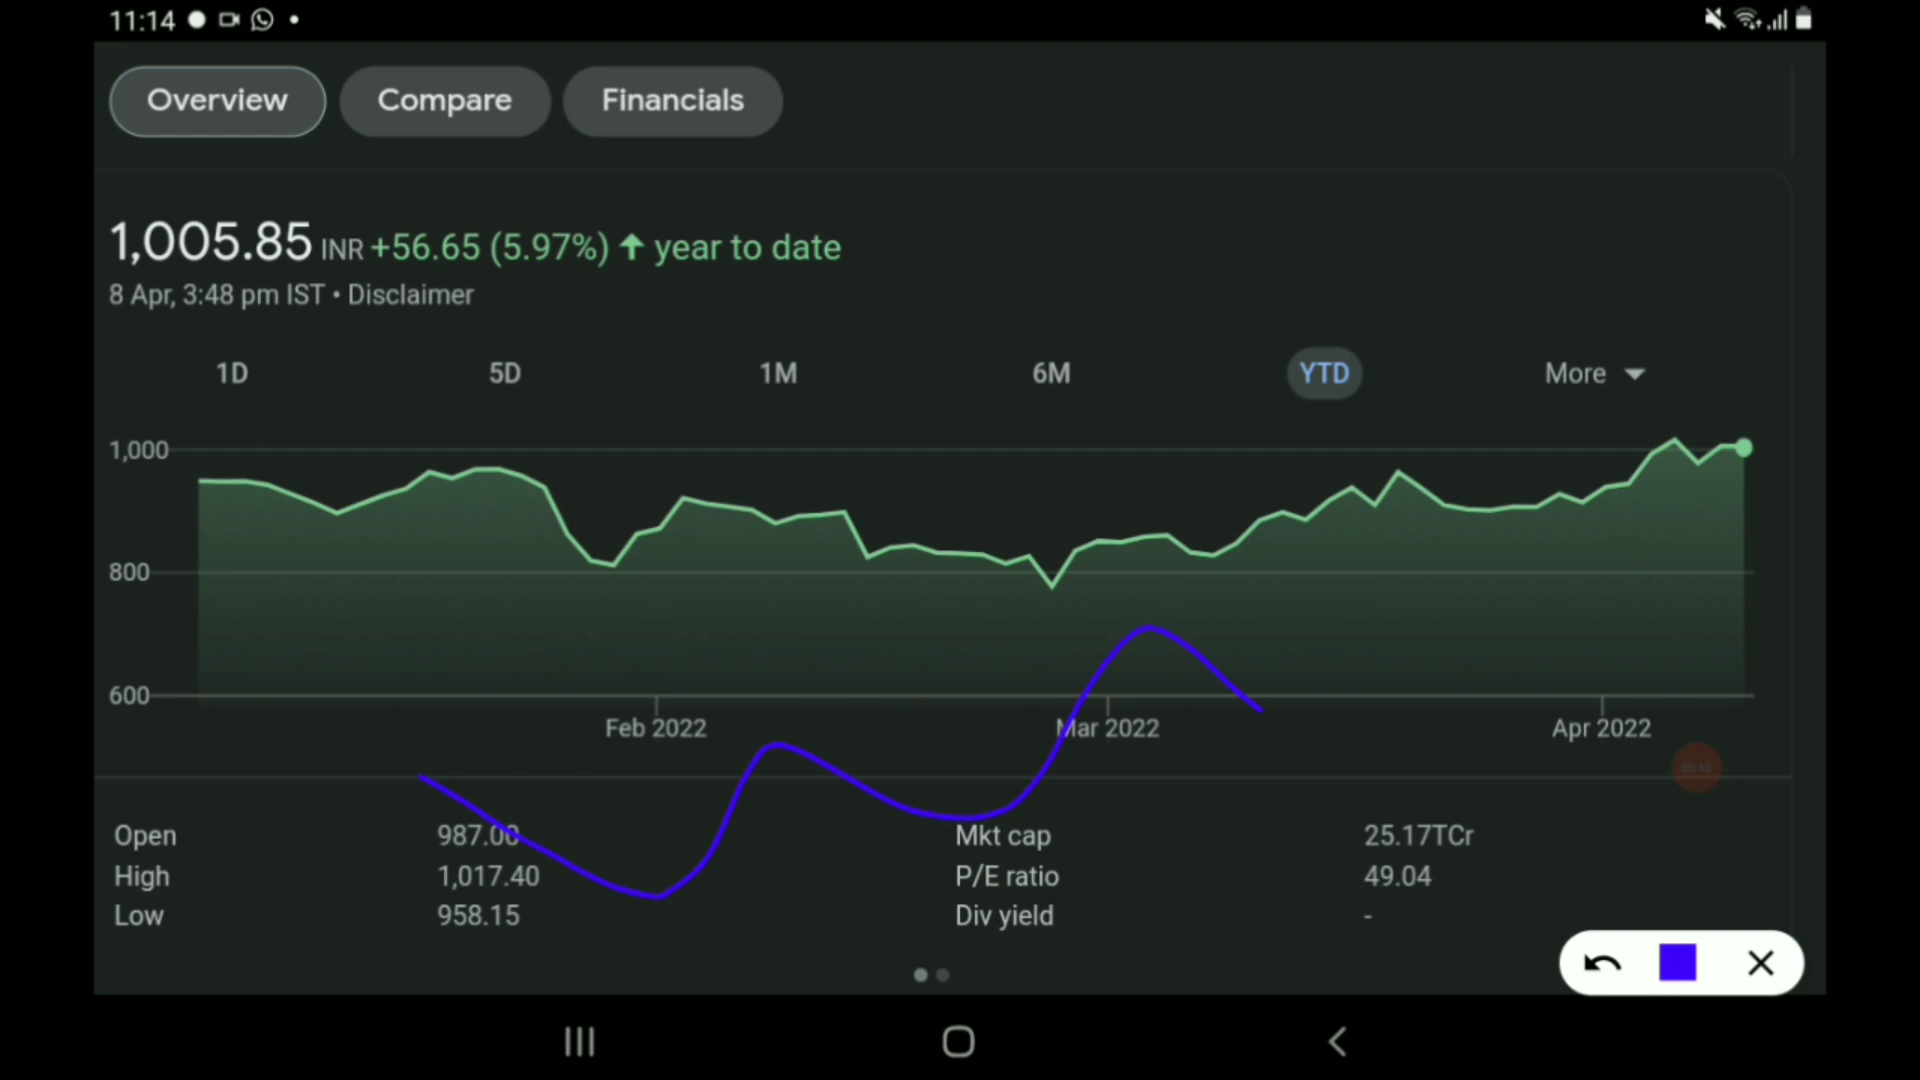 11:14
Overview Compare Financials
1,005.85 INR +56.65 (5.97%) ↑ year to date
8 Apr, 3:48 pm IST • Disclaimer
1D 5D 1M 6M YTD More
1,000
800
600
Feb 2022 Mar 2022 Apr 2022
Open 987.00 Mkt cap 25.17TCr
High 1,017.40 P/E ratio 49.04
Low 958.15 Div yield -